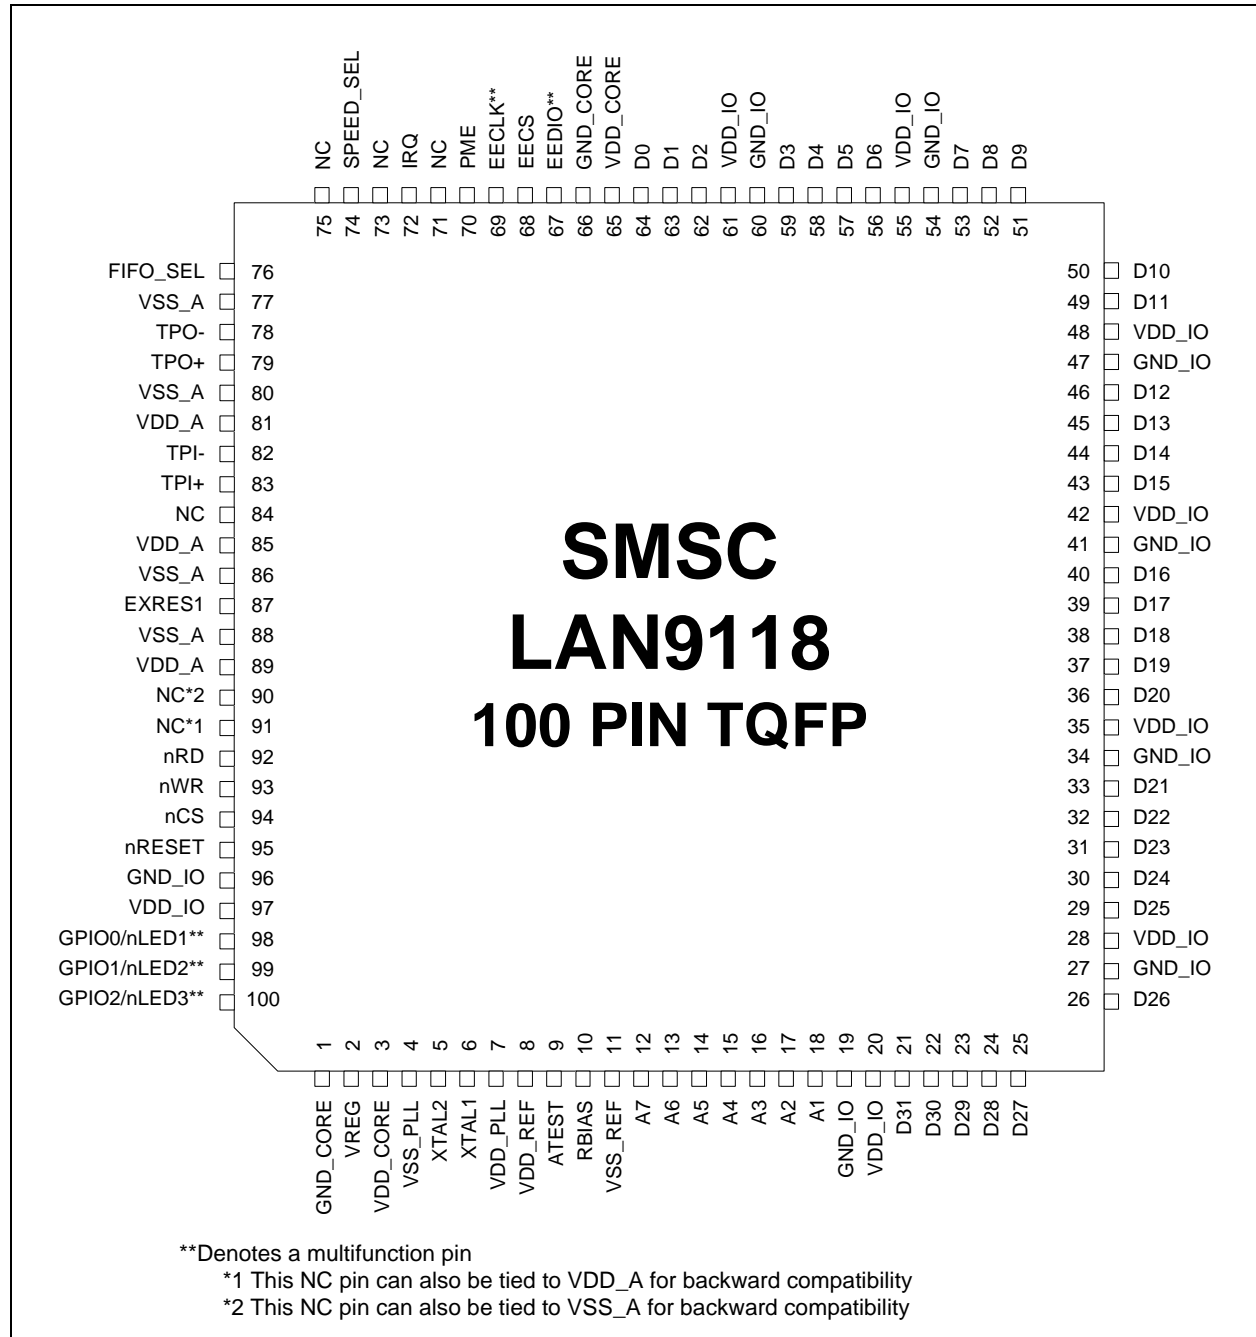 NC
SPEED_SEL
NC
IRQ
NC
PME
EECLK**
EECS
EEDIO**
GND_CORE
VDD_CORE
D0
D1
D2
VDD_IO
GND_IO
D3
D4
D5
D6
VDD_IO
GND_IO
D7
D8
D9
75
74
73
72
71
70
69
68
67
66
65
64
63
62
61
60
59
58
57
56
55
54
53
52
51
FIFO_SEL 76
VSS_A 77
TPO- 78
TPO+ 79
VSS_A 80
VDD_A 81
TPI- 82
TPI+ 83
NC 84
VDD_A 85
VSS_A 86
EXRES1 87
VSS_A 88
VDD_A 89
NC*2 90
NC*1 91
nRD 92
nWR 93
nCS 94
nRESET 95
GND_IO 96
VDD_IO 97
GPIO0/nLED1** 98
GPIO1/nLED2** 99
GPIO2/nLED3** 100
SMSC
LAN9118
100 PIN TQFP
50 D10
49 D11
48 VDD_IO
47 GND_IO
46 D12
45 D13
44 D14
43 D15
42 VDD_IO
41 GND_IO
40 D16
39 D17
38 D18
37 D19
36 D20
35 VDD_IO
34 GND_IO
33 D21
32 D22
31 D23
30 D24
29 D25
28 VDD_IO
27 GND_IO
26 D26
1
2
3
4
5
6
7
8
9
10
11
12
13
14
15
16
17
18
19
20
21
22
23
24
25
GND_CORE
VREG
VDD_CORE
VSS_PLL
XTAL2
XTAL1
VDD_PLL
VDD_REF
ATEST
RBIAS
VSS_REF
A7
A6
A5
A4
A3
A2
A1
GND_IO
VDD_IO
D31
D30
D29
D28
D27
**Denotes a multifunction pin
*1 This NC pin can also be tied to VDD_A for backward compatibility
*2 This NC pin can also be tied to VSS_A for backward compatibility